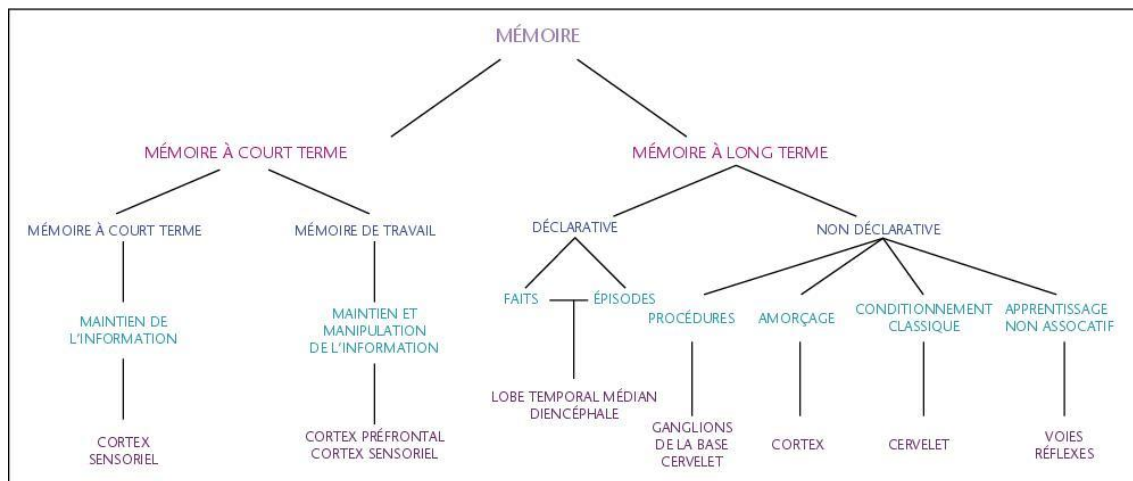 MÉMOIRE
MÉMOIRE À COURT TERME
MÉMOIRE À LONG TERME
MÉMOIRE À COURT TERME
MÉMOIRE DE TRAVAIL
DÉCLARATIVE
NON DÉCLARATIVE
MAINTIEN DE
L'INFORMATION
MAINTIEN ET
MANIPULATION
DE L'INFORMATION
FAITS
ÉPISODES
PROCÉDURES
AMORÇAGE
CONDITIONNEMENT
CLASSIQUE
APPRENTISSAGE
NON ASSOCATIF
CORTEX
SENSORIEL
CORTEX PRÉFRONTAL
CORTEX SENSORIEL
LOBE TEMPORAL MÉDIAN
DIENCÉPHALE
GANGLIONS
DE LA BASE
CERVELET
CORTEX
CERVELET
VOIES
RÉFLEXES